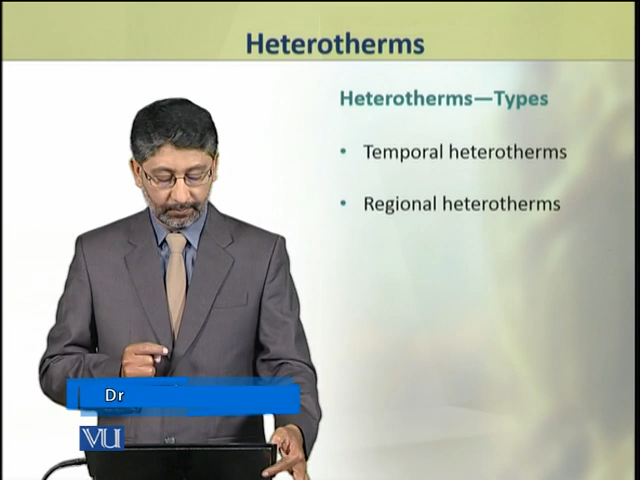 Heterotherms
Heterotherms—Types
• Temporal heterotherms
• Regional heterotherms
Dr
VU